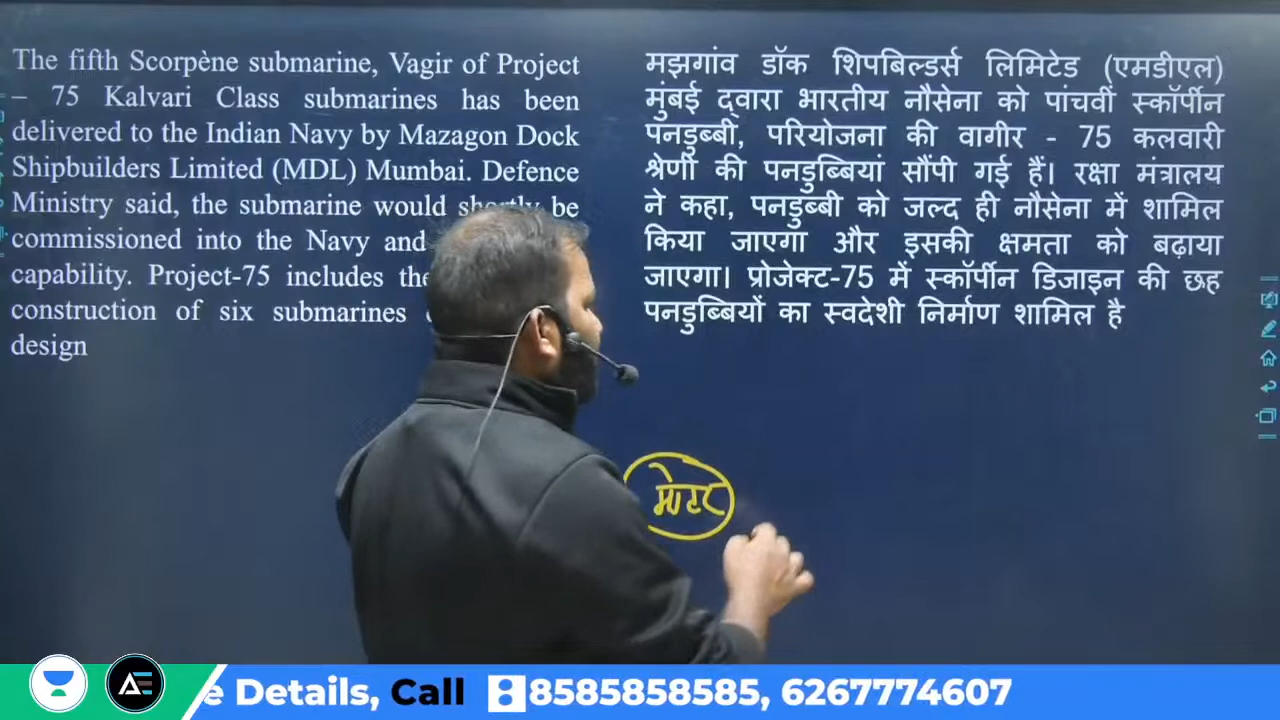 The fifth Scorpène submarine, Vagir of Project
– 75 Kalvari Class submarines has been
delivered to the Indian Navy by Mazagon Dock
Shipbuilders Limited (MDL) Mumbai. Defence
Ministry said, the submarine would shortly be
commissioned into the Navy and
capability. Project-75 includes the
construction of six submarines
design
मझगांव डॉक शिपबिल्डर्स लिमिटेड (एमडीएल)
मुंबई द्वारा भारतीय नौसेना को पांचवीं स्कॉर्पीन
पनडुब्बी, परियोजना की वागीर - 75 कलवारी
श्रेणी की पनडुब्बियां सौंपी गई हैं। रक्षा मंत्रालय
ने कहा, पनडुब्बी को जल्द ही नौसेना में शामिल
किया जाएगा और इसकी क्षमता को बढ़ाया
जाएगा। प्रोजेक्ट-75 में स्कॉर्पीन डिजाइन की छह
पनडुब्बियों का स्वदेशी निर्माण शामिल है
मोटर
e Details, Call 8585858585, 6267774607